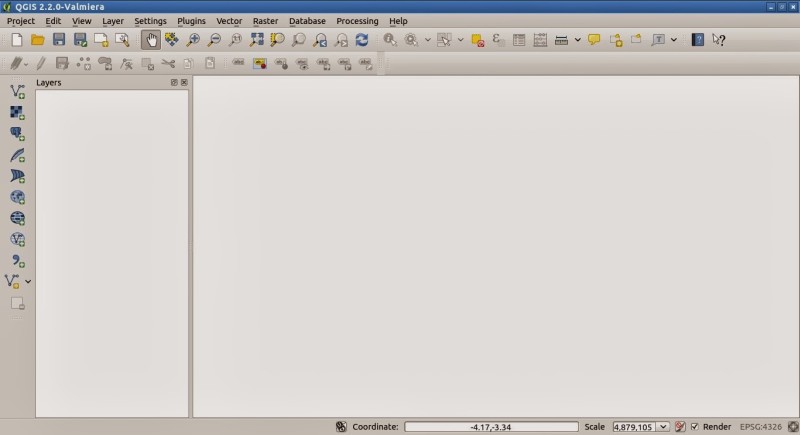 QGIS 2.2.0-Valmiera
Project Edit View Layer Settings Plugins Vector Raster Database Processing Help
Layers
Coordinate: -4.17,-3.34 Scale 4,879,105 Render EPSG:4326